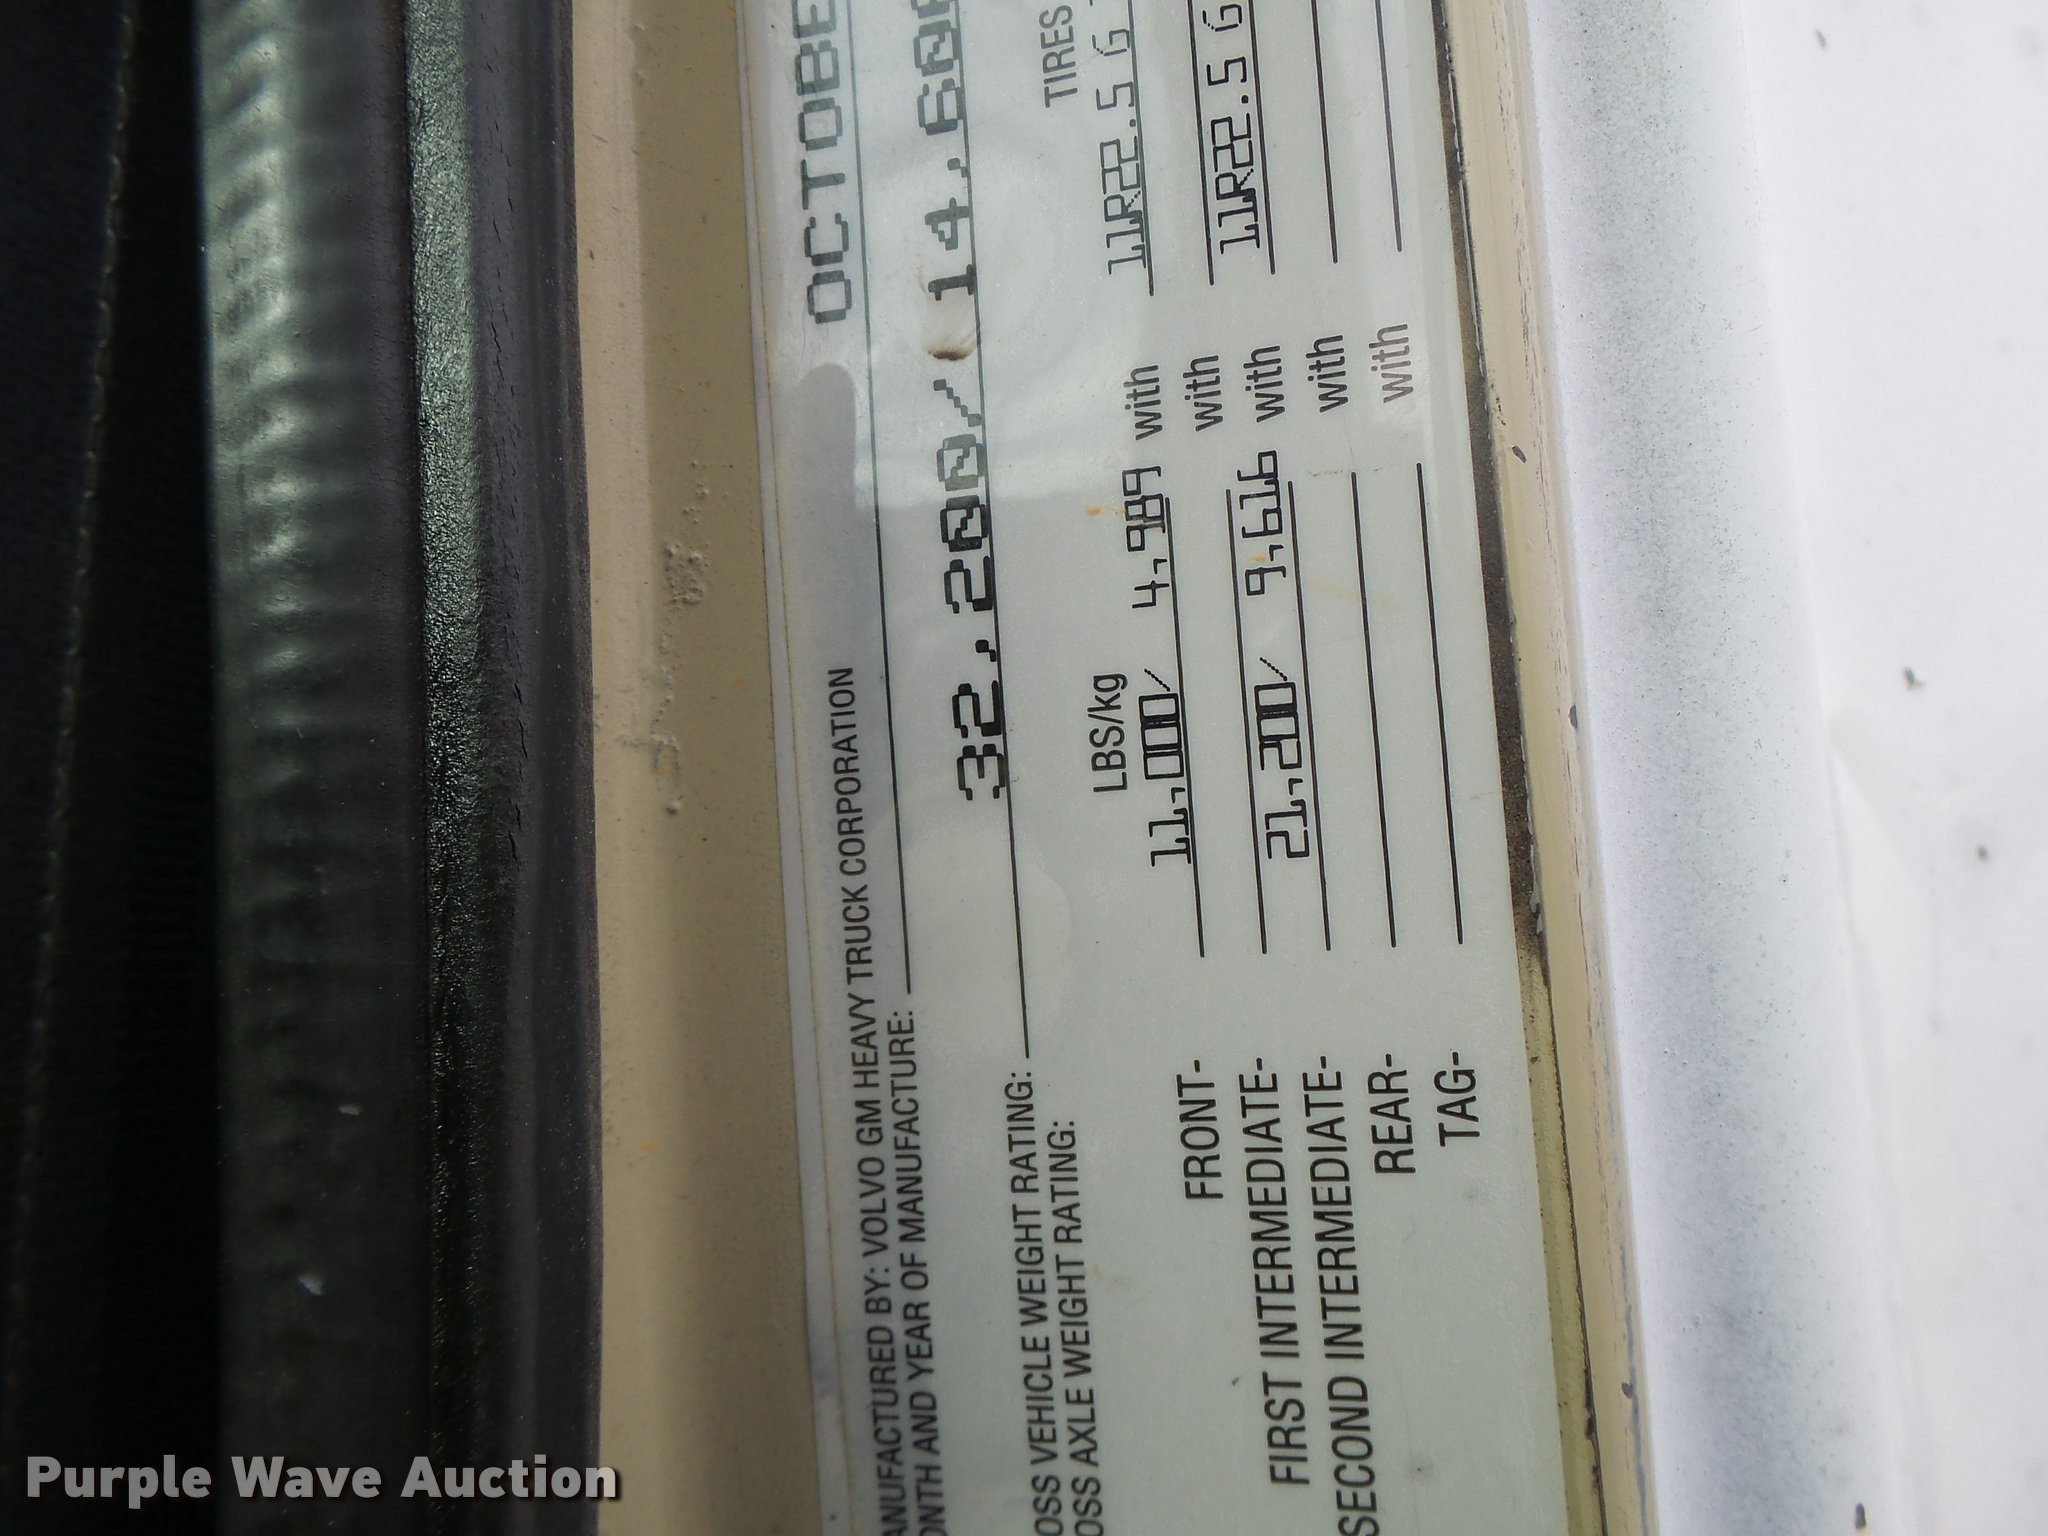 ANUFACTURED BY: VOLVO GM HEAVY TRUCK CORPORATION
ONTH AND YEAR OF MANUFACTURE: OCTOBE
OSS VEHICLE WEIGHT RATING: 32,200/ 14,60
OSS AXLE WEIGHT RATING:
LBS/kg TIRES
FRONT- 11,000/ 4,989 with 11R22.5 G
with
FIRST INTERMEDIATE- 21,200/ 9,616 with 11R22.5 G
SECOND INTERMEDIATE- with
REAR- with
TAG-
Purple Wave Auction